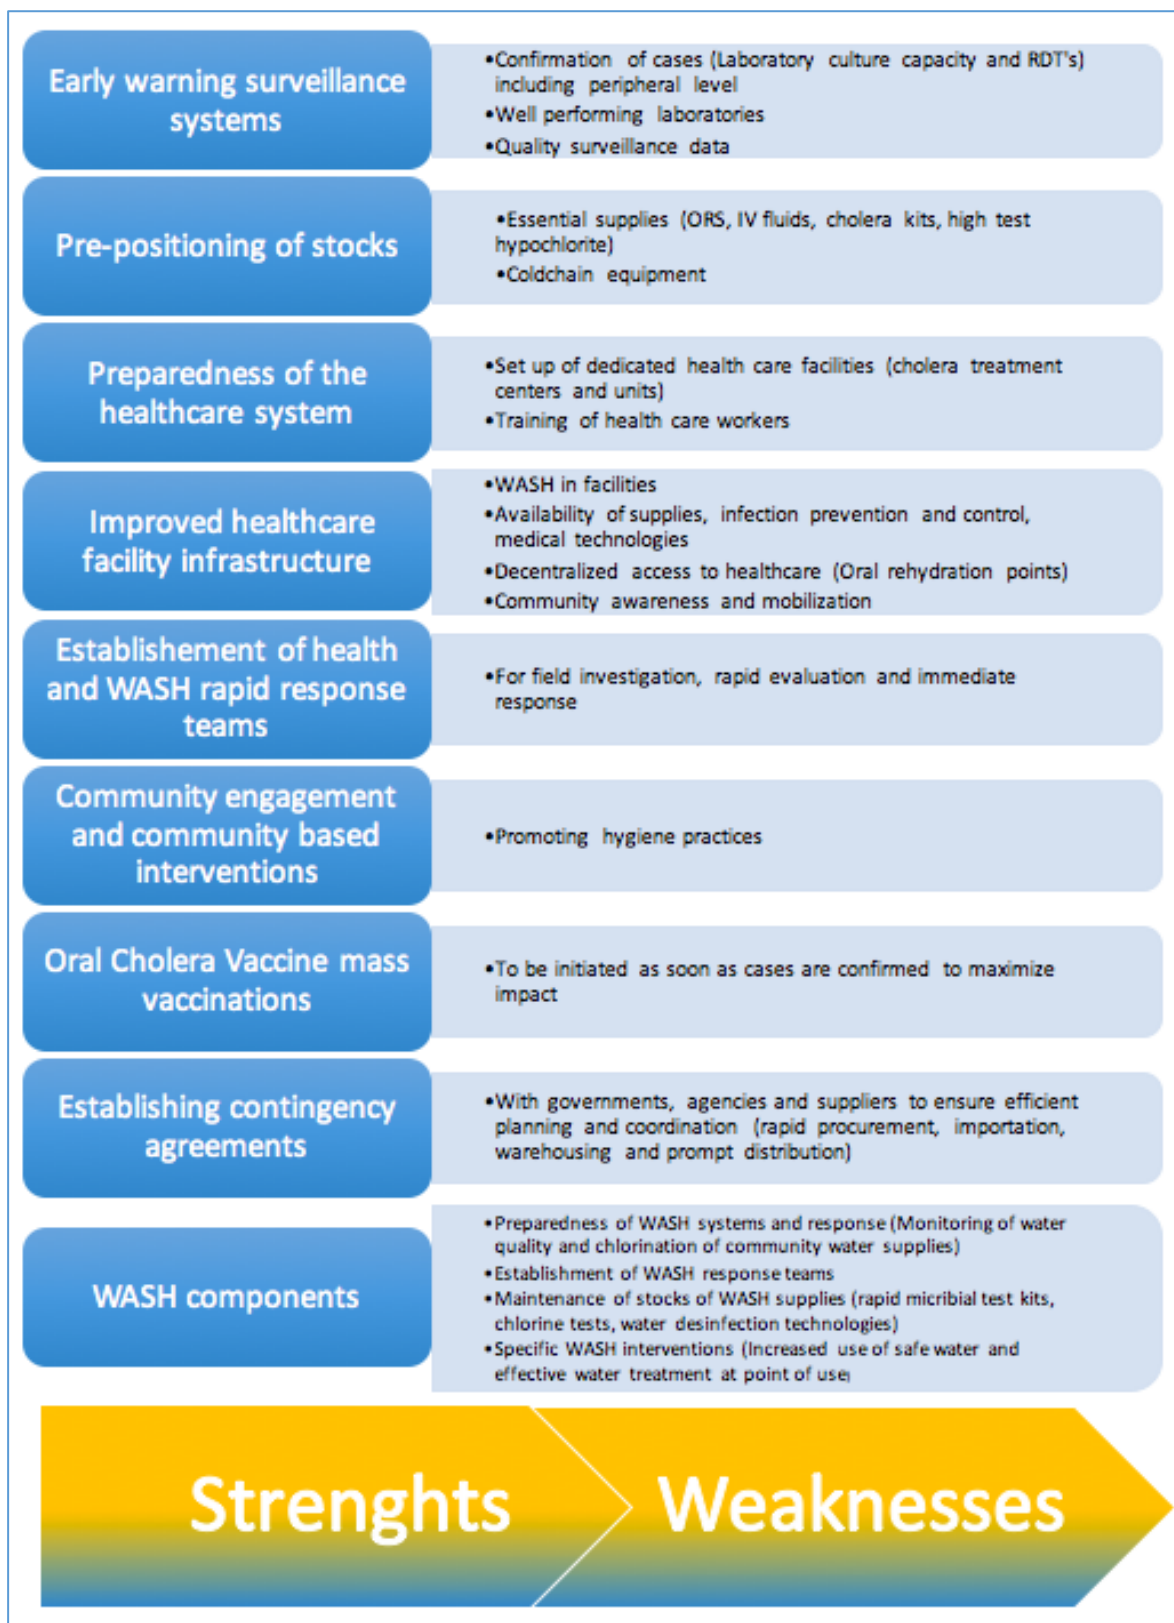 Early warning surveillance
systems
•Confirmation of cases (Laboratory culture capacity and RDT's)
including peripheral level
•Well performing laboratories
•Quality surveillance data
Pre-positioning of stocks
•Essential supplies (ORS, IV fluids, cholera kits, high test
hypochlorite)
•Coldchain equipment
Preparedness of the
healthcare system
•Set up of dedicated health care facilities (cholera treatment
centers and units)
•Training of health care workers
Improved healthcare
facility infrastructure
•WASH in facilities
•Availability of supplies, infection prevention and control,
medical technologies
•Decentralized access to healthcare (Oral rehydration points)
•Community awareness and mobilization
Establishement of health
and WASH rapid response
teams
•For field investigation, rapid evaluation and immediate
response
Community engagement
and community based
interventions
•Promoting hygiene practices
Oral Cholera Vaccine mass
vaccinations
•To be initiated as soon as cases are confirmed to maximize
impact
Establishing contingency
agreements
•With governments, agencies and suppliers to ensure efficient
planning and coordination (rapid procurement, importation,
warehousing and prompt distribution)
WASH components
•Preparedness of WASH systems and response (Monitoring of water
quality and chlorination of community water supplies)
•Establishment of WASH response teams
•Maintenance of stocks of WASH supplies (rapid micribial test kits,
chlorine tests, water desinfection technologies)
•Specific WASH interventions (Increased use of safe water and
effective water treatment at point of use)
Strenghts
Weaknesses